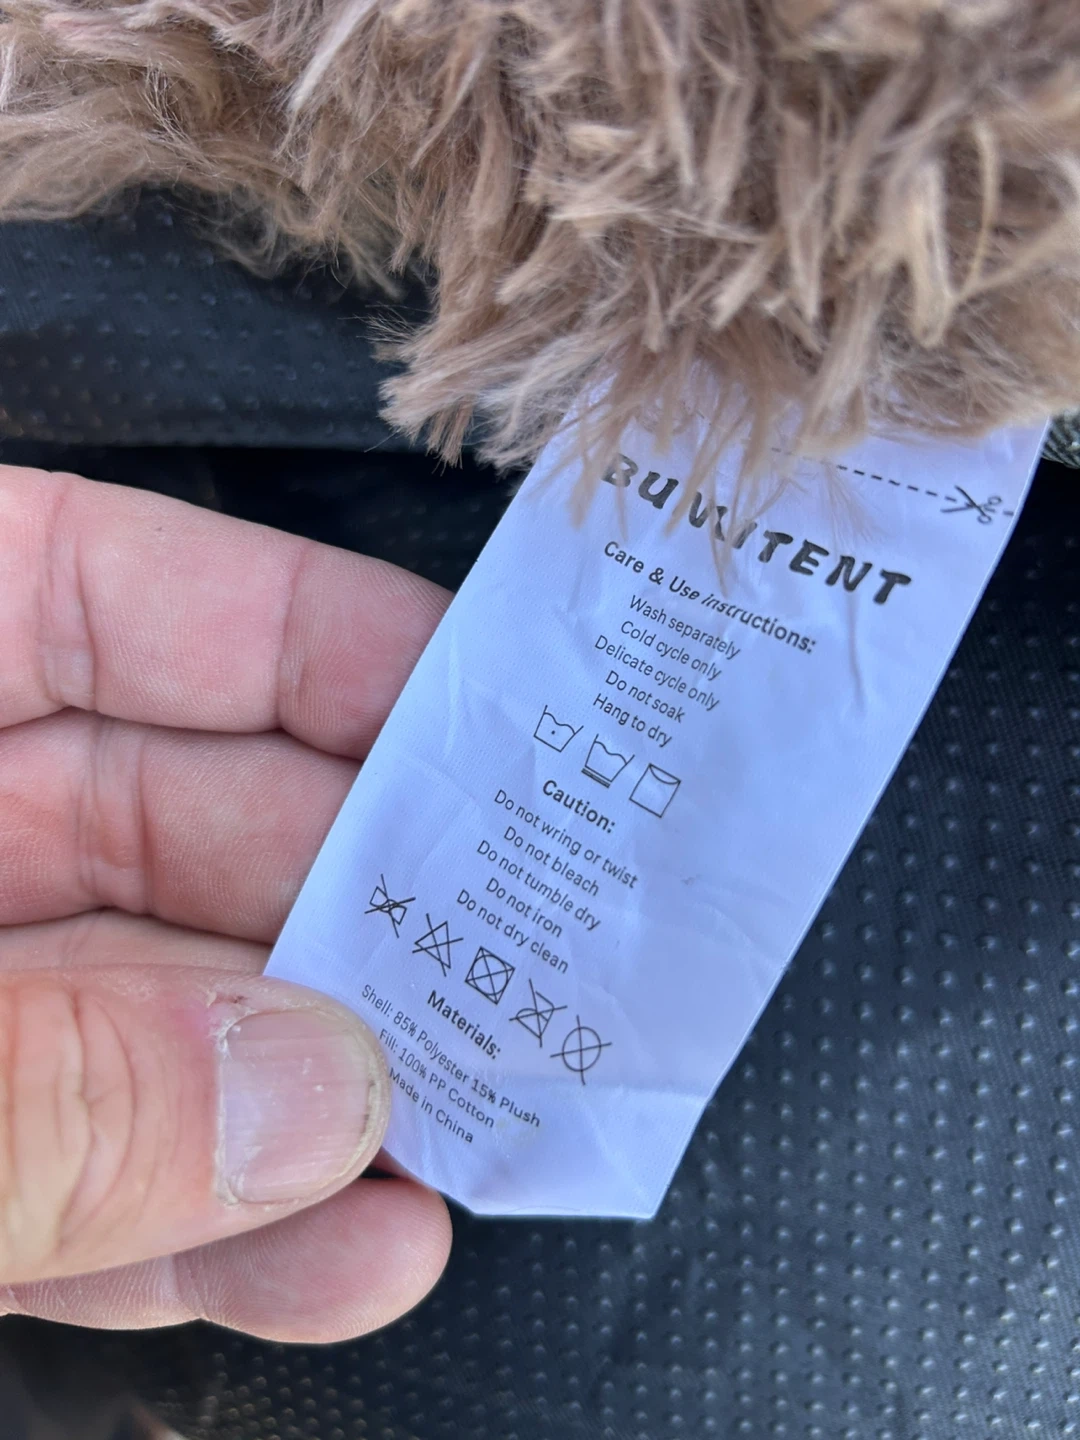 Care & Use Instructions:
Wash separately
Cold cycle only
Delicate cycle only
Do not soak
Hang to dry
Caution:
Do not wring or twist
Do not bleach
Do not tumble dry
Do not iron
Do not dry clean
Materials:
Shell: 85% Polyester 15% Plush
Fill: 100% PP Cotton
Made in China